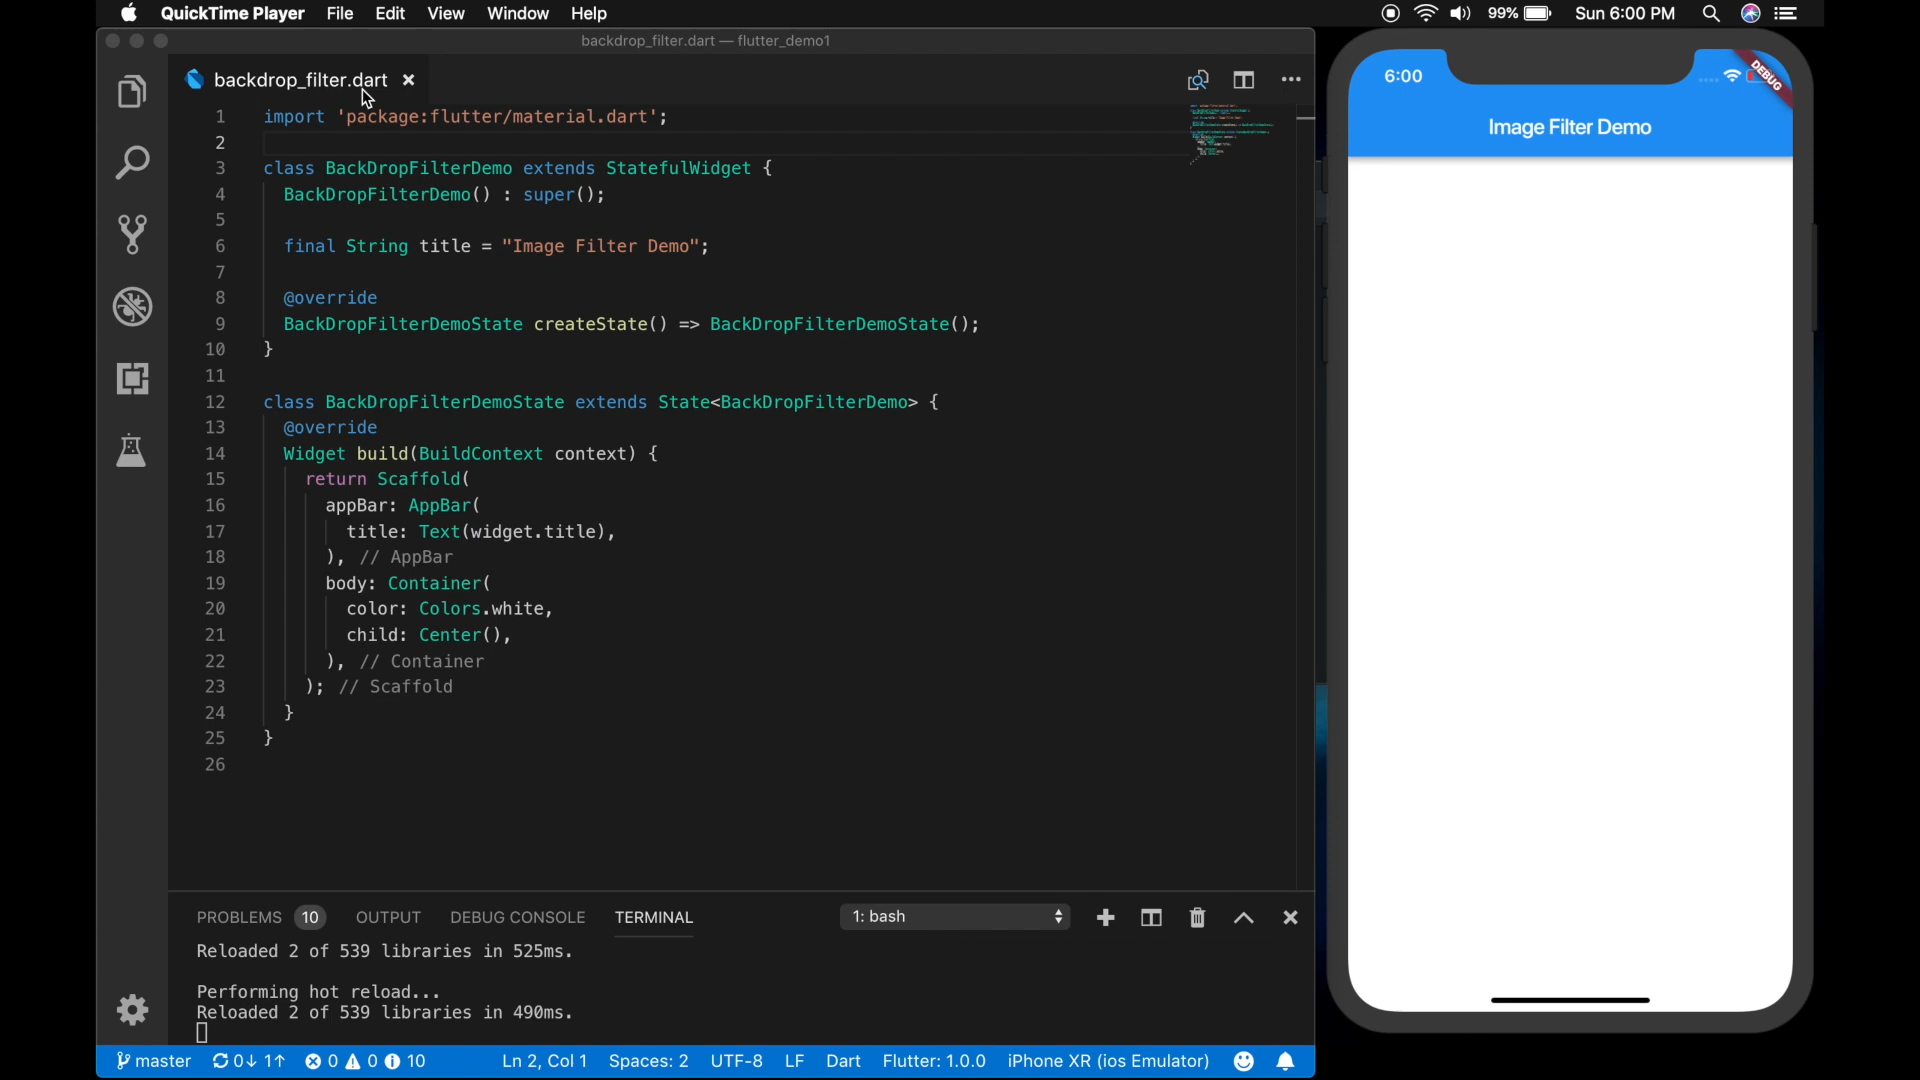 QuickTime Player File Edit View Window Help 99% Sun 6:00 PM
backdrop_filter.dart — flutter_demo1
backdrop_filter.dart
1 import 'package:flutter/material.dart';
2
3 class BackDropFilterDemo extends StatefulWidget {
4 BackDropFilterDemo() : super();
5
6 final String title = "Image Filter Demo";
7
8 @override
9 BackDropFilterDemoState createState() => BackDropFilterDemoState();
10 }
11
12 class BackDropFilterDemoState extends State<BackDropFilterDemo> {
13 @override
14 Widget build(BuildContext context) {
15 return Scaffold(
16 appBar: AppBar(
17 title: Text(widget.title),
18 ), // AppBar
19 body: Container(
20 color: Colors.white,
21 child: Center(),
22 ), // Container
23 ); // Scaffold
24 }
25 }
26
PROBLEMS 10 OUTPUT DEBUG CONSOLE TERMINAL 1: bash
Reloaded 2 of 539 libraries in 525ms.
Performing hot reload...
Reloaded 2 of 539 libraries in 490ms.
master 0↓ 1↑ 0 0 10 Ln 2, Col 1 Spaces: 2 UTF-8 LF Dart Flutter: 1.0.0 iPhone XR (ios Emulator)
6:00
DEBUG
Image Filter Demo